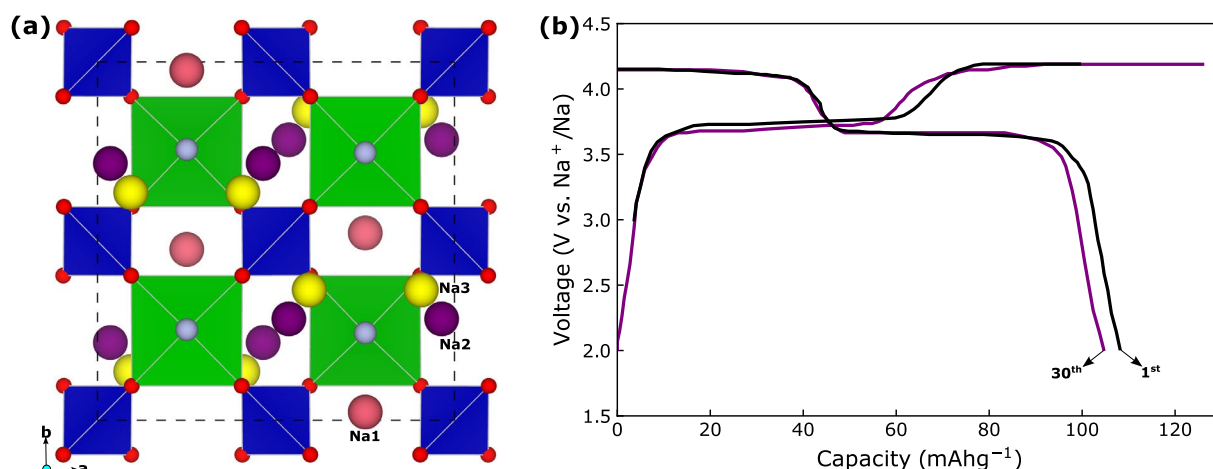 (a)
Na3
Na2
Na1
b
a
(b)
Voltage (V vs. Na⁺/Na)
4.5
4.0
3.5
3.0
2.5
2.0
1.5
30ᵗʰ
1ˢᵗ
0 20 40 60 80 100 120
Capacity (mAhg⁻¹)